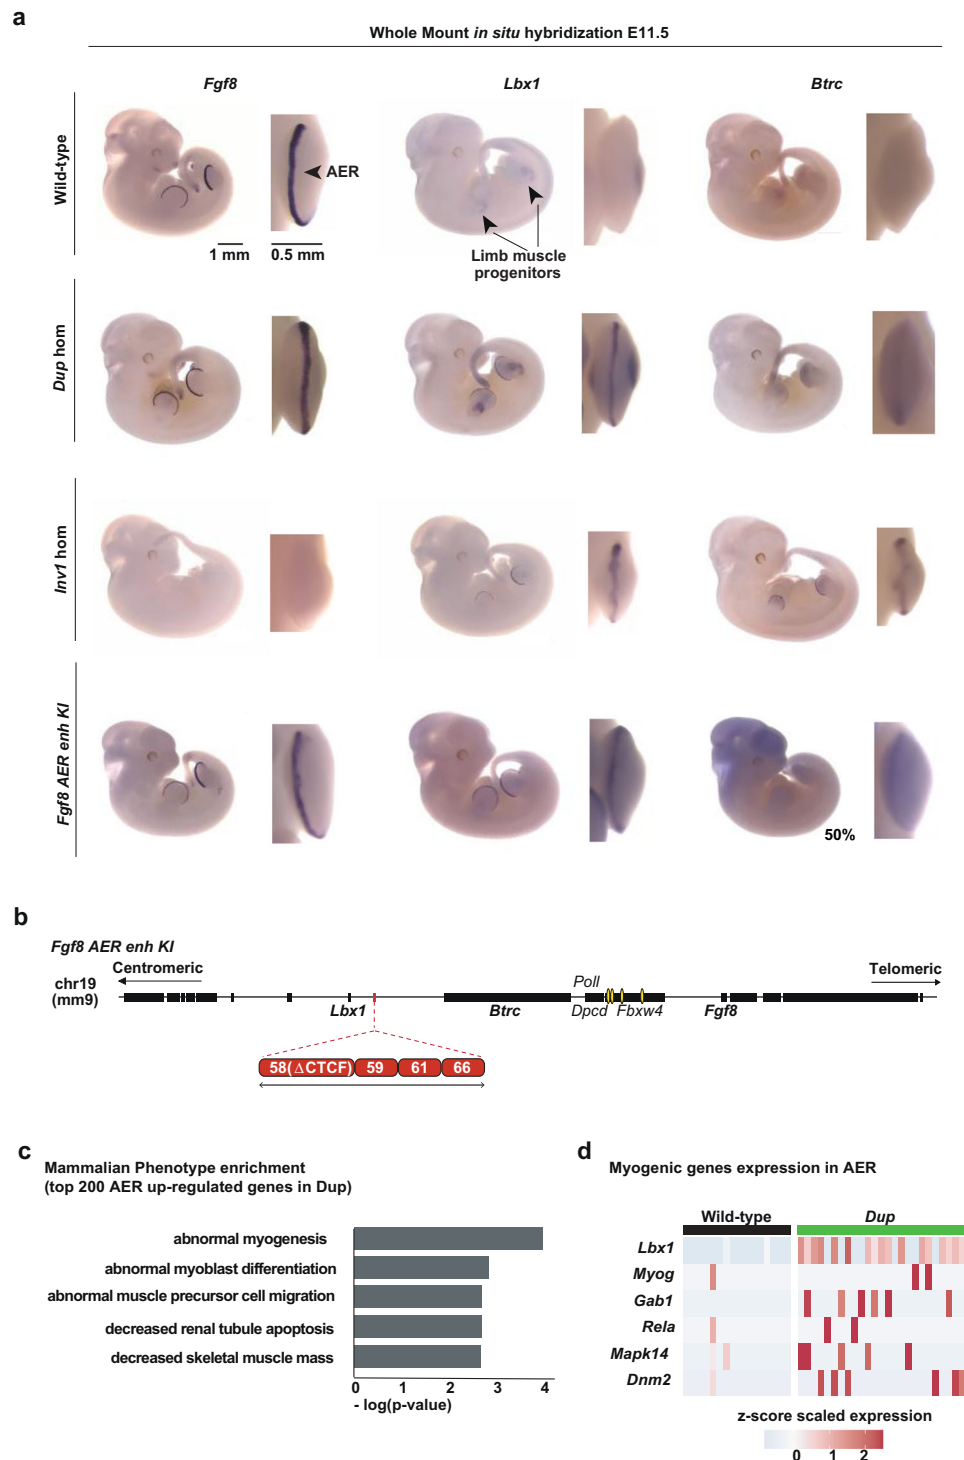 a
Whole Mount in situ hybridization E11.5
Fgf8 Lbx1 Btrc
Wild-type
AER
1 mm 0.5 mm
Limb muscle
progenitors
Dup hom
Inv1 hom
Fgf8 AER enh KI
50%
b
Fgf8 AER enh KI
Centromeric
Telomeric
chr19
(mm9)
Poll
Lbx1 Btrc Dpcd Fbxw4 Fgf8
58(ΔCTCF) 59 61 66
c
Mammalian Phenotype enrichment
(top 200 AER up-regulated genes in Dup)
abnormal myogenesis
abnormal myoblast differentiation
abnormal muscle precursor cell migration
decreased renal tubule apoptosis
decreased skeletal muscle mass
0 1 2 3 4
- log(p-value)
d
Myogenic genes expression in AER
Wild-type Dup
Lbx1
Myog
Gab1
Rela
Mapk14
Dnm2
z-score scaled expression
0 1 2